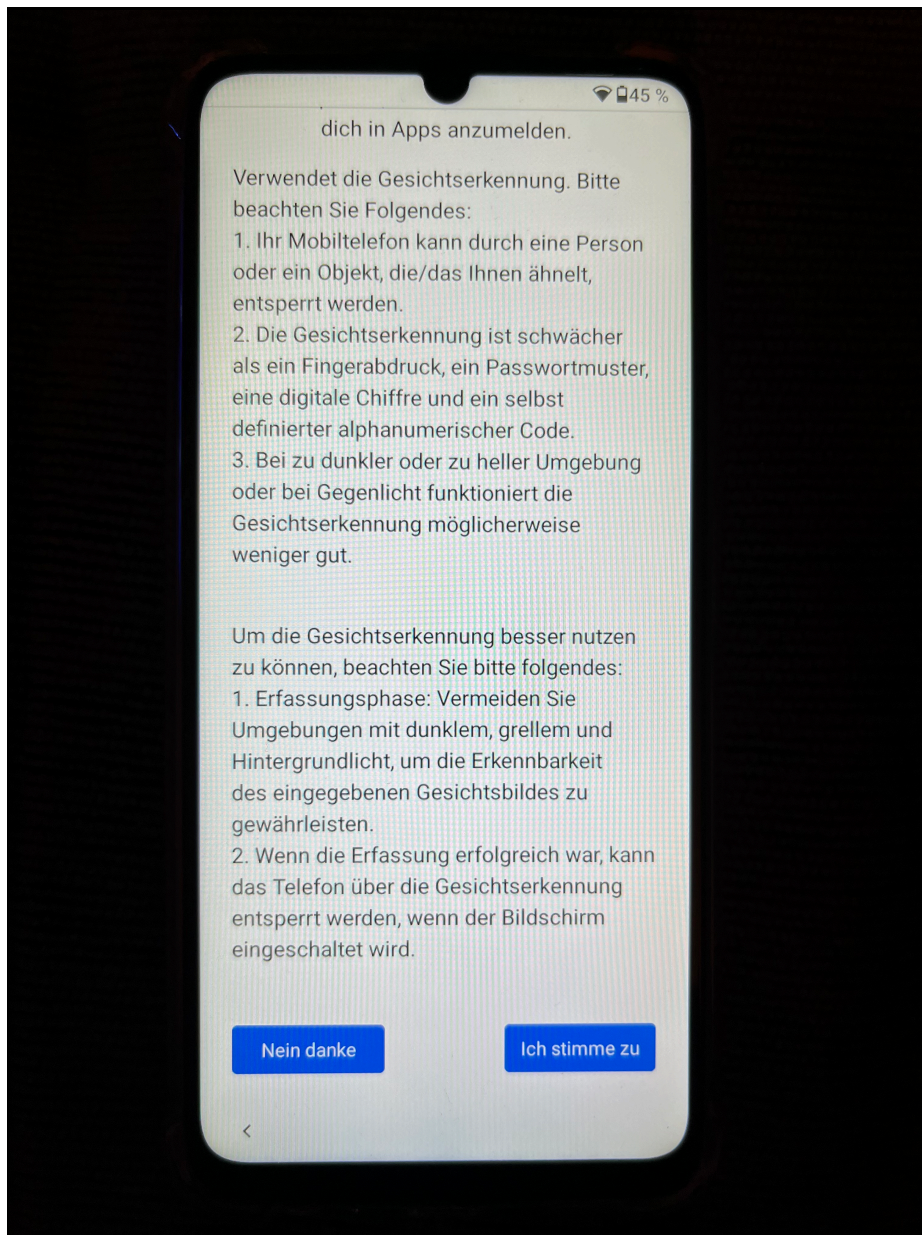 45 %
dich in Apps anzumelden.
Verwendet die Gesichtserkennung. Bitte
beachten Sie Folgendes:
1. Ihr Mobiltelefon kann durch eine Person
oder ein Objekt, die/das Ihnen ähnelt,
entsperrt werden.
2. Die Gesichtserkennung ist schwächer
als ein Fingerabdruck, ein Passwortmuster,
eine digitale Chiffre und ein selbst
definierter alphanumerischer Code.
3. Bei zu dunkler oder zu heller Umgebung
oder bei Gegenlicht funktioniert die
Gesichtserkennung möglicherweise
weniger gut.
Um die Gesichtserkennung besser nutzen
zu können, beachten Sie bitte folgendes:
1. Erfassungsphase: Vermeiden Sie
Umgebungen mit dunklem, grellem und
Hintergrundlicht, um die Erkennbarkeit
des eingegebenen Gesichtsbildes zu
gewährleisten.
2. Wenn die Erfassung erfolgreich war, kann
das Telefon über die Gesichtserkennung
entsperrt werden, wenn der Bildschirm
eingeschaltet wird.
Nein danke
Ich stimme zu